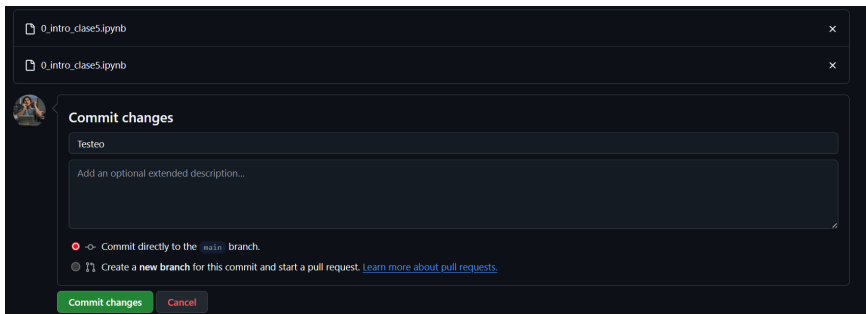 0_intro_clase5.ipynb
0_intro_clase5.ipynb
Commit changes
Testeo
Add an optional extended description...
Commit directly to the main branch.
Create a new branch for this commit and start a pull request. Learn more about pull requests.
Commit changes Cancel